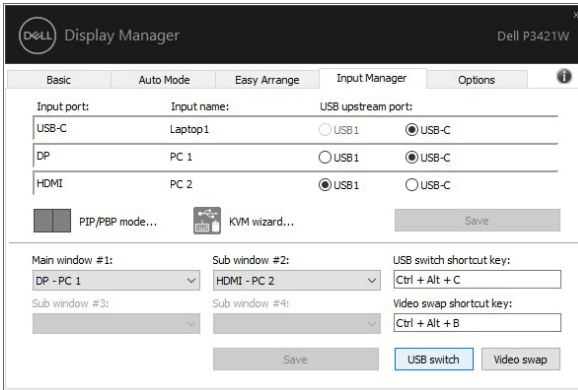 DELL Display Manager
Dell P3421W
Basic Auto Mode Easy Arrange Input Manager Options
Input port: Input name: USB upstream port:
USB-C Laptop1 USB1 USB-C
DP PC 1 USB1 USB-C
HDMI PC 2 USB1 USB-C
PIP/PBP mode... KVM wizard... Save
Main window #1: Sub window #2: USB switch shortcut key:
DP - PC 1 HDMI - PC 2 Ctrl + Alt + C
Sub window #3: Sub window #4: Video swap shortcut key:
Ctrl + Alt + B
Save USB switch Video swap